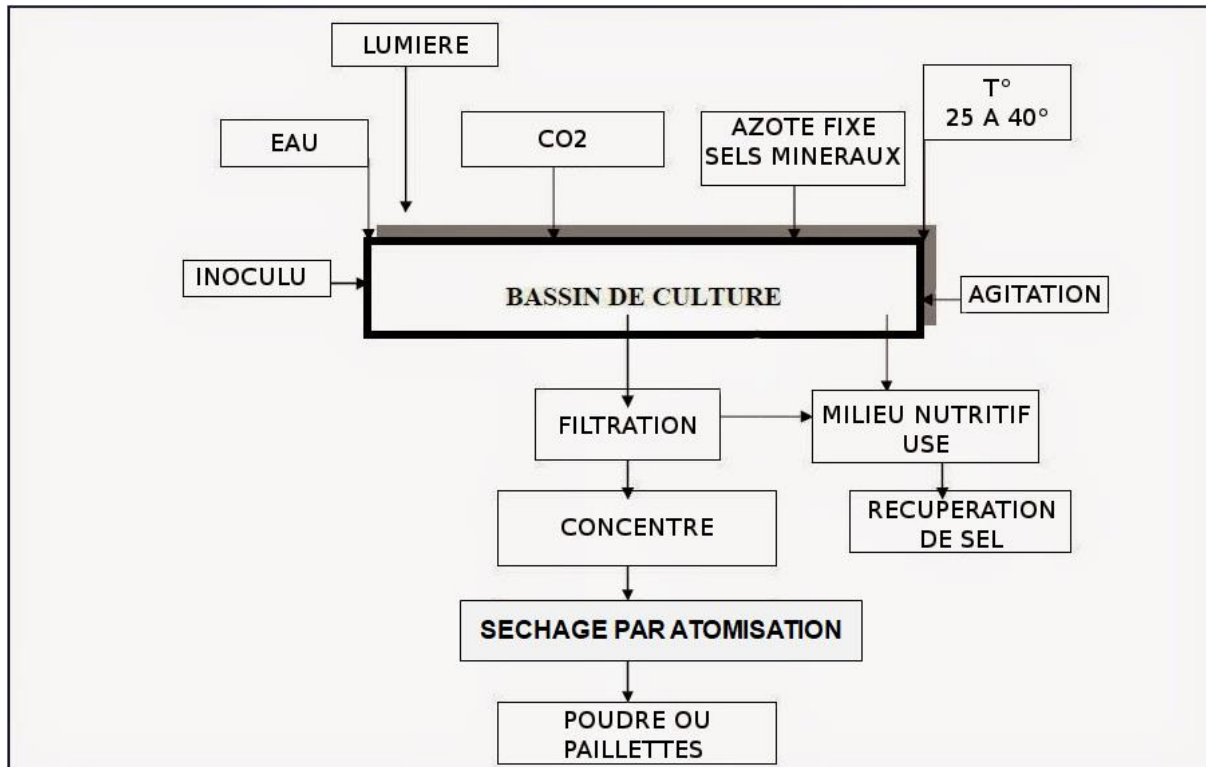 LUMIERE
T°
25 A 40°
EAU
CO2
AZOTE FIXE
SELS MINERAUX
INOCULU
BASSIN DE CULTURE
AGITATION
FILTRATION
MILIEU NUTRITIF
USE
CONCENTRE
RECUPERATION
DE SEL
SECHAGE PAR ATOMISATION
POUDRE OU
PAILLETTES